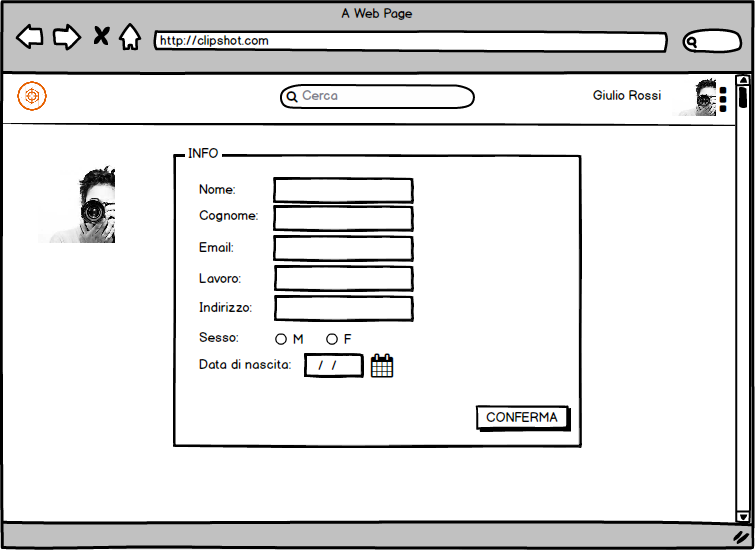 A Web Page
http://clipshot.com
Cerca
Giulio Rossi
INFO
Nome:
Cognome:
Email:
Lavoro:
Indirizzo:
Sesso: M F
Data di nascita: / /
CONFERMA